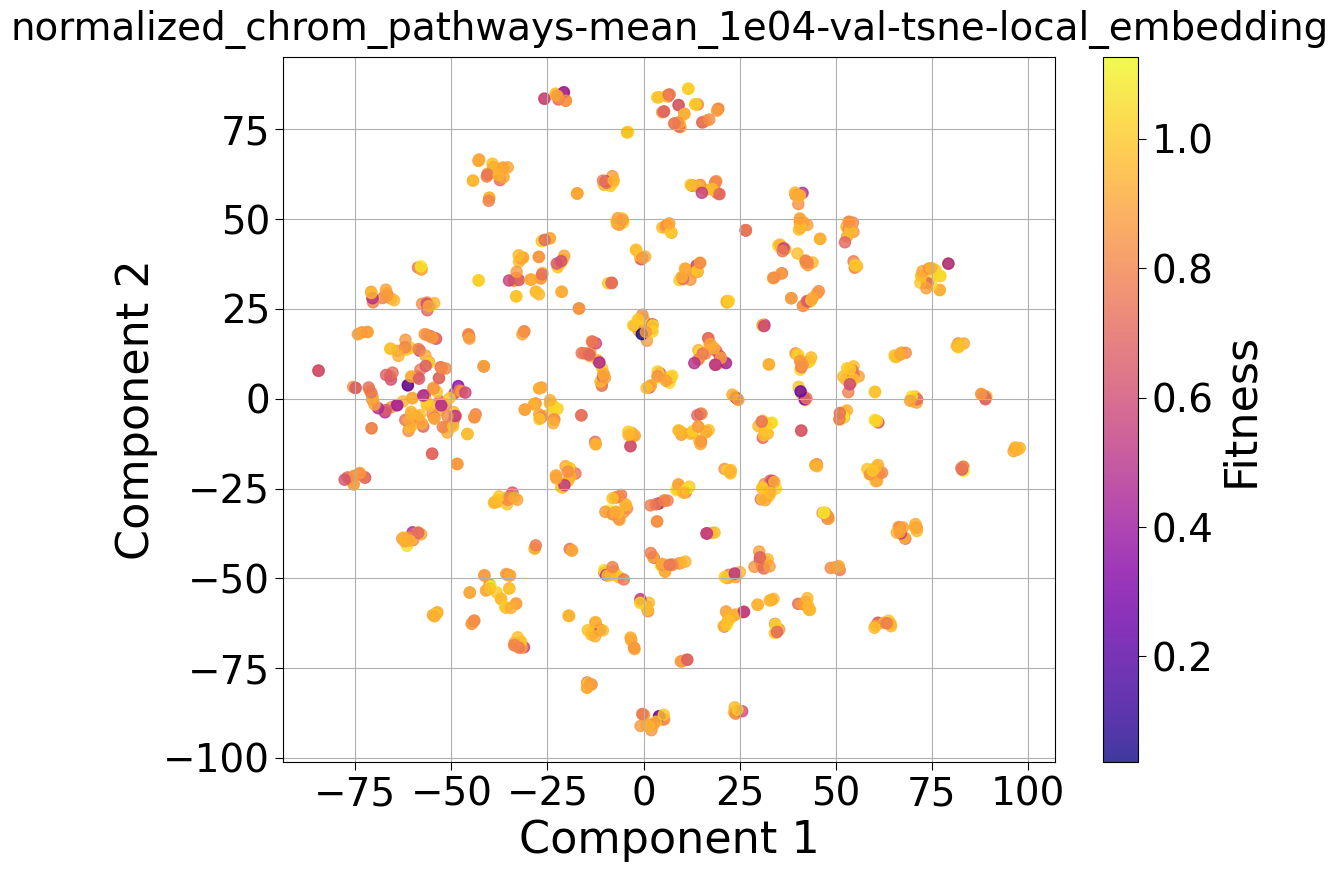 normalized_chrom_pathways-mean_1e04-val-tsne-local_embedding
75
50
25
0
−25
−50
−75
−100
Component 2
−75 −50 −25 0 25 50 75 100
Component 1
1.0
0.8
0.6
0.4
0.2
Fitness